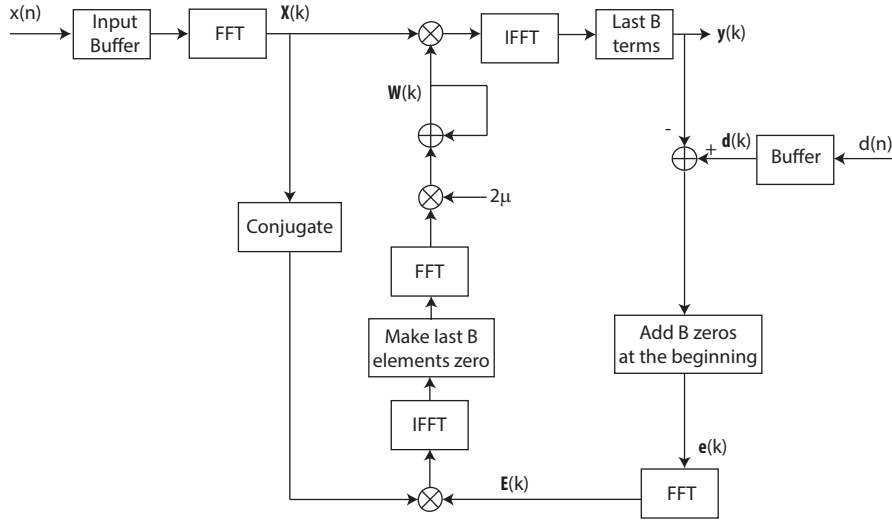 x(n)
Input
Buffer
FFT
X(k)
IFFT
Last B
terms
y(k)
W(k)
-
+
d(k)
Buffer
d(n)
2μ
Conjugate
FFT
Make last B
elements zero
Add B zeros
at the beginning
IFFT
e(k)
E(k)
FFT